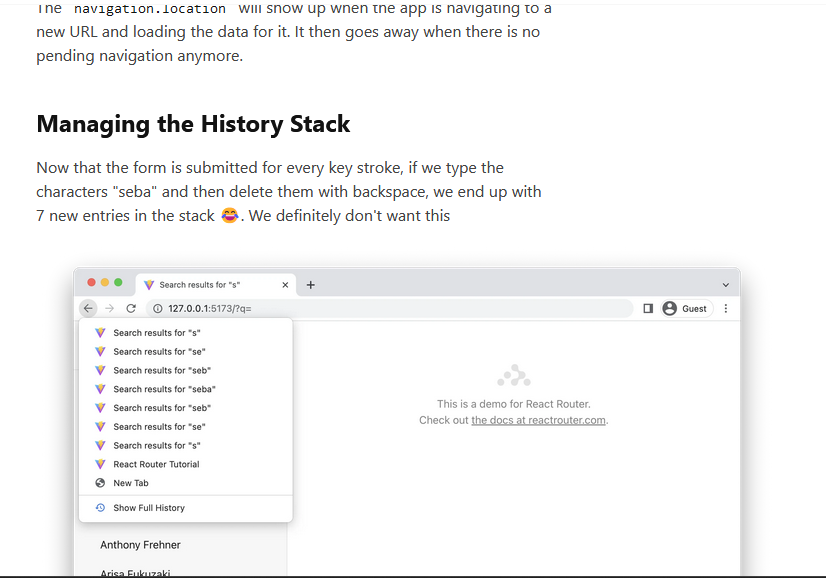 The navigation.location will show up when the app is navigating to a
new URL and loading the data for it. It then goes away when there is no
pending navigation anymore.
Managing the History Stack
Now that the form is submitted for every key stroke, if we type the
characters "seba" and then delete them with backspace, we end up with
7 new entries in the stack 😂. We definitely don't want this
Search results for "s"
127.0.0.1:5173/?q=
Guest
Search results for "s"
Search results for "se"
Search results for "seb"
Search results for "seba"
Search results for "seb"
Search results for "se"
Search results for "s"
React Router Tutorial
New Tab
Show Full History
This is a demo for React Router.
Check out the docs at reactrouter.com.
Anthony Frehner
Arisa Fukuzaki